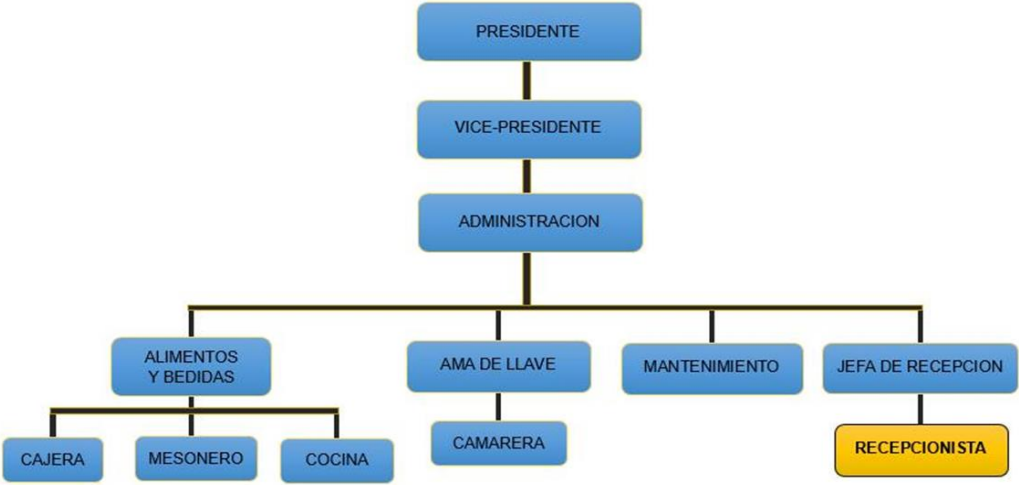 PRESIDENTE
VICE-PRESIDENTE
ADMINISTRACION
ALIMENTOS
Y BEDIDAS
AMA DE LLAVE
MANTENIMIENTO
JEFA DE RECEPCION
CAJERA
MESONERO
COCINA
CAMARERA
RECEPCIONISTA